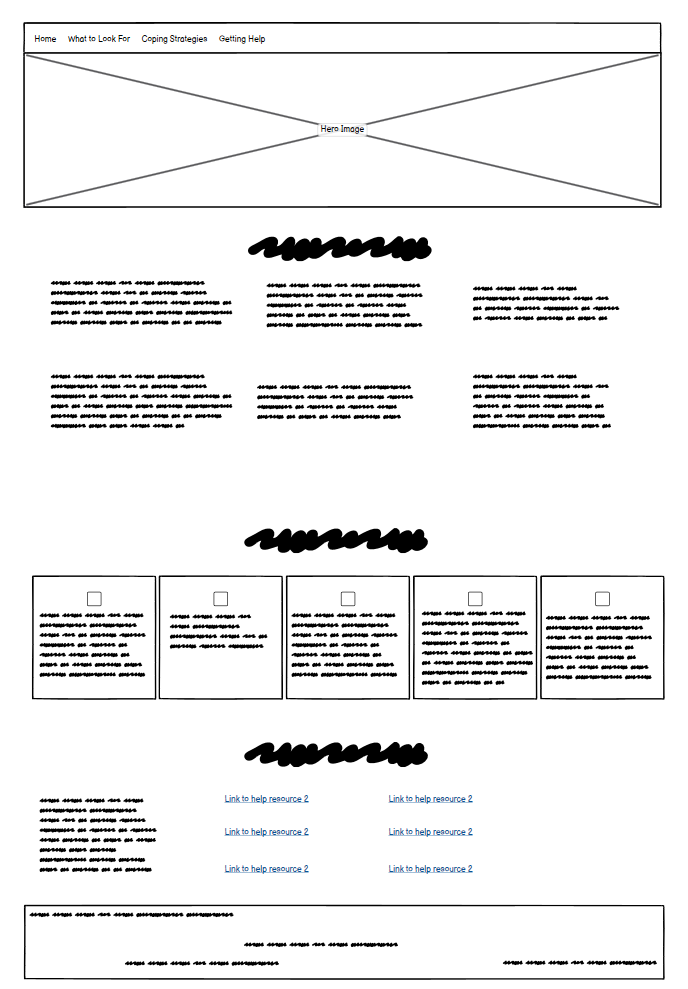 Home What to Look For Coping Strategies Getting Help
Hero Image
Link to help resource 2 Link to help resource 2
Link to help resource 2 Link to help resource 2
Link to help resource 2 Link to help resource 2